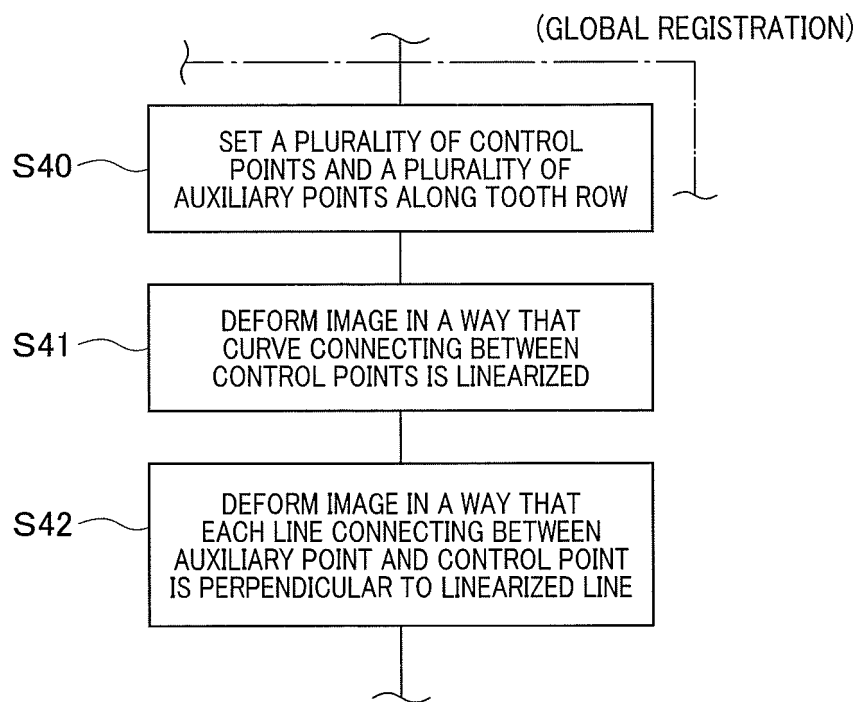 (GLOBAL REGISTRATION)
S40
SET A PLURALITY OF CONTROL
POINTS AND A PLURALITY OF
AUXILIARY POINTS ALONG TOOTH ROW
S41
DEFORM IMAGE IN A WAY THAT
CURVE CONNECTING BETWEEN
CONTROL POINTS IS LINEARIZED
S42
DEFORM IMAGE IN A WAY THAT
EACH LINE CONNECTING BETWEEN
AUXILIARY POINT AND CONTROL POINT
IS PERPENDICULAR TO LINEARIZED LINE